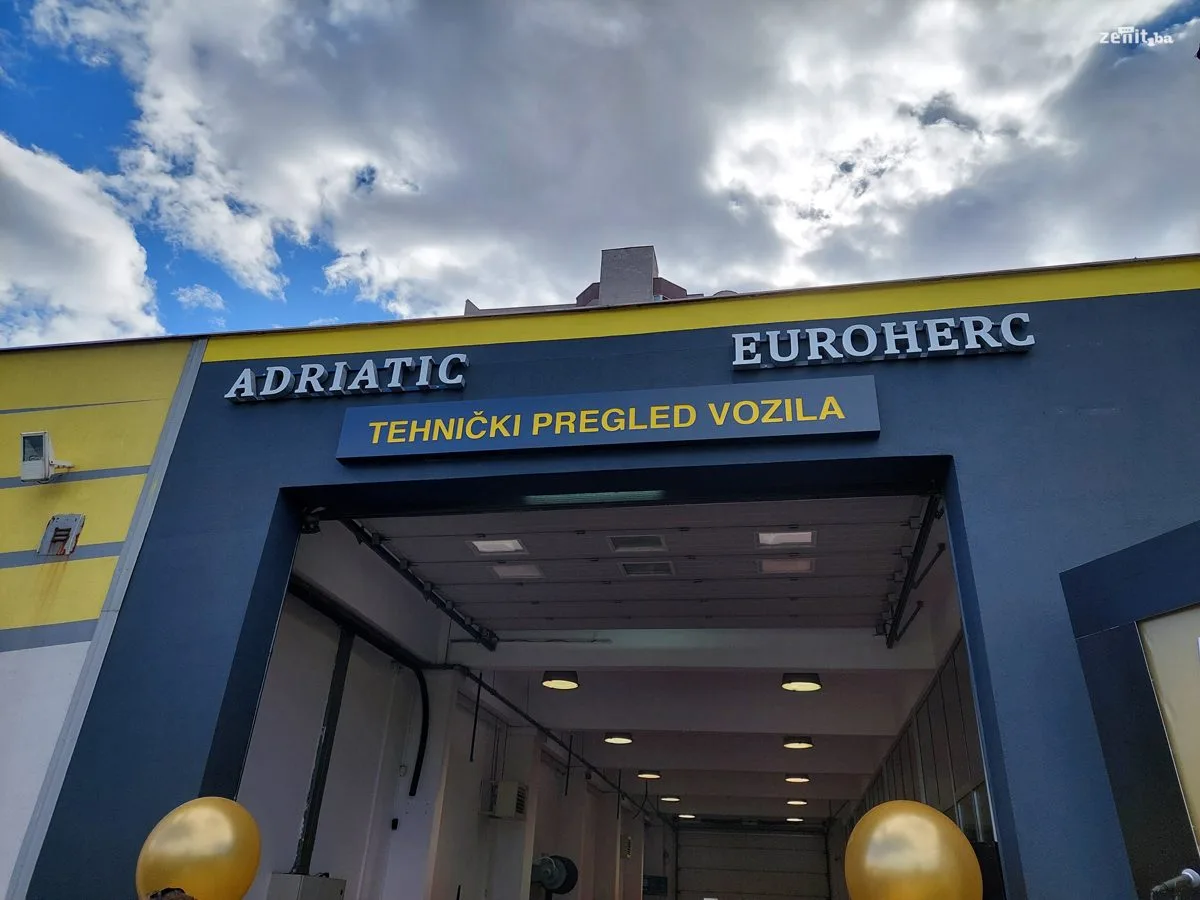 zenit.ba
ADRIATIC EUROHERC
TEHNIČKI PREGLED VOZILA